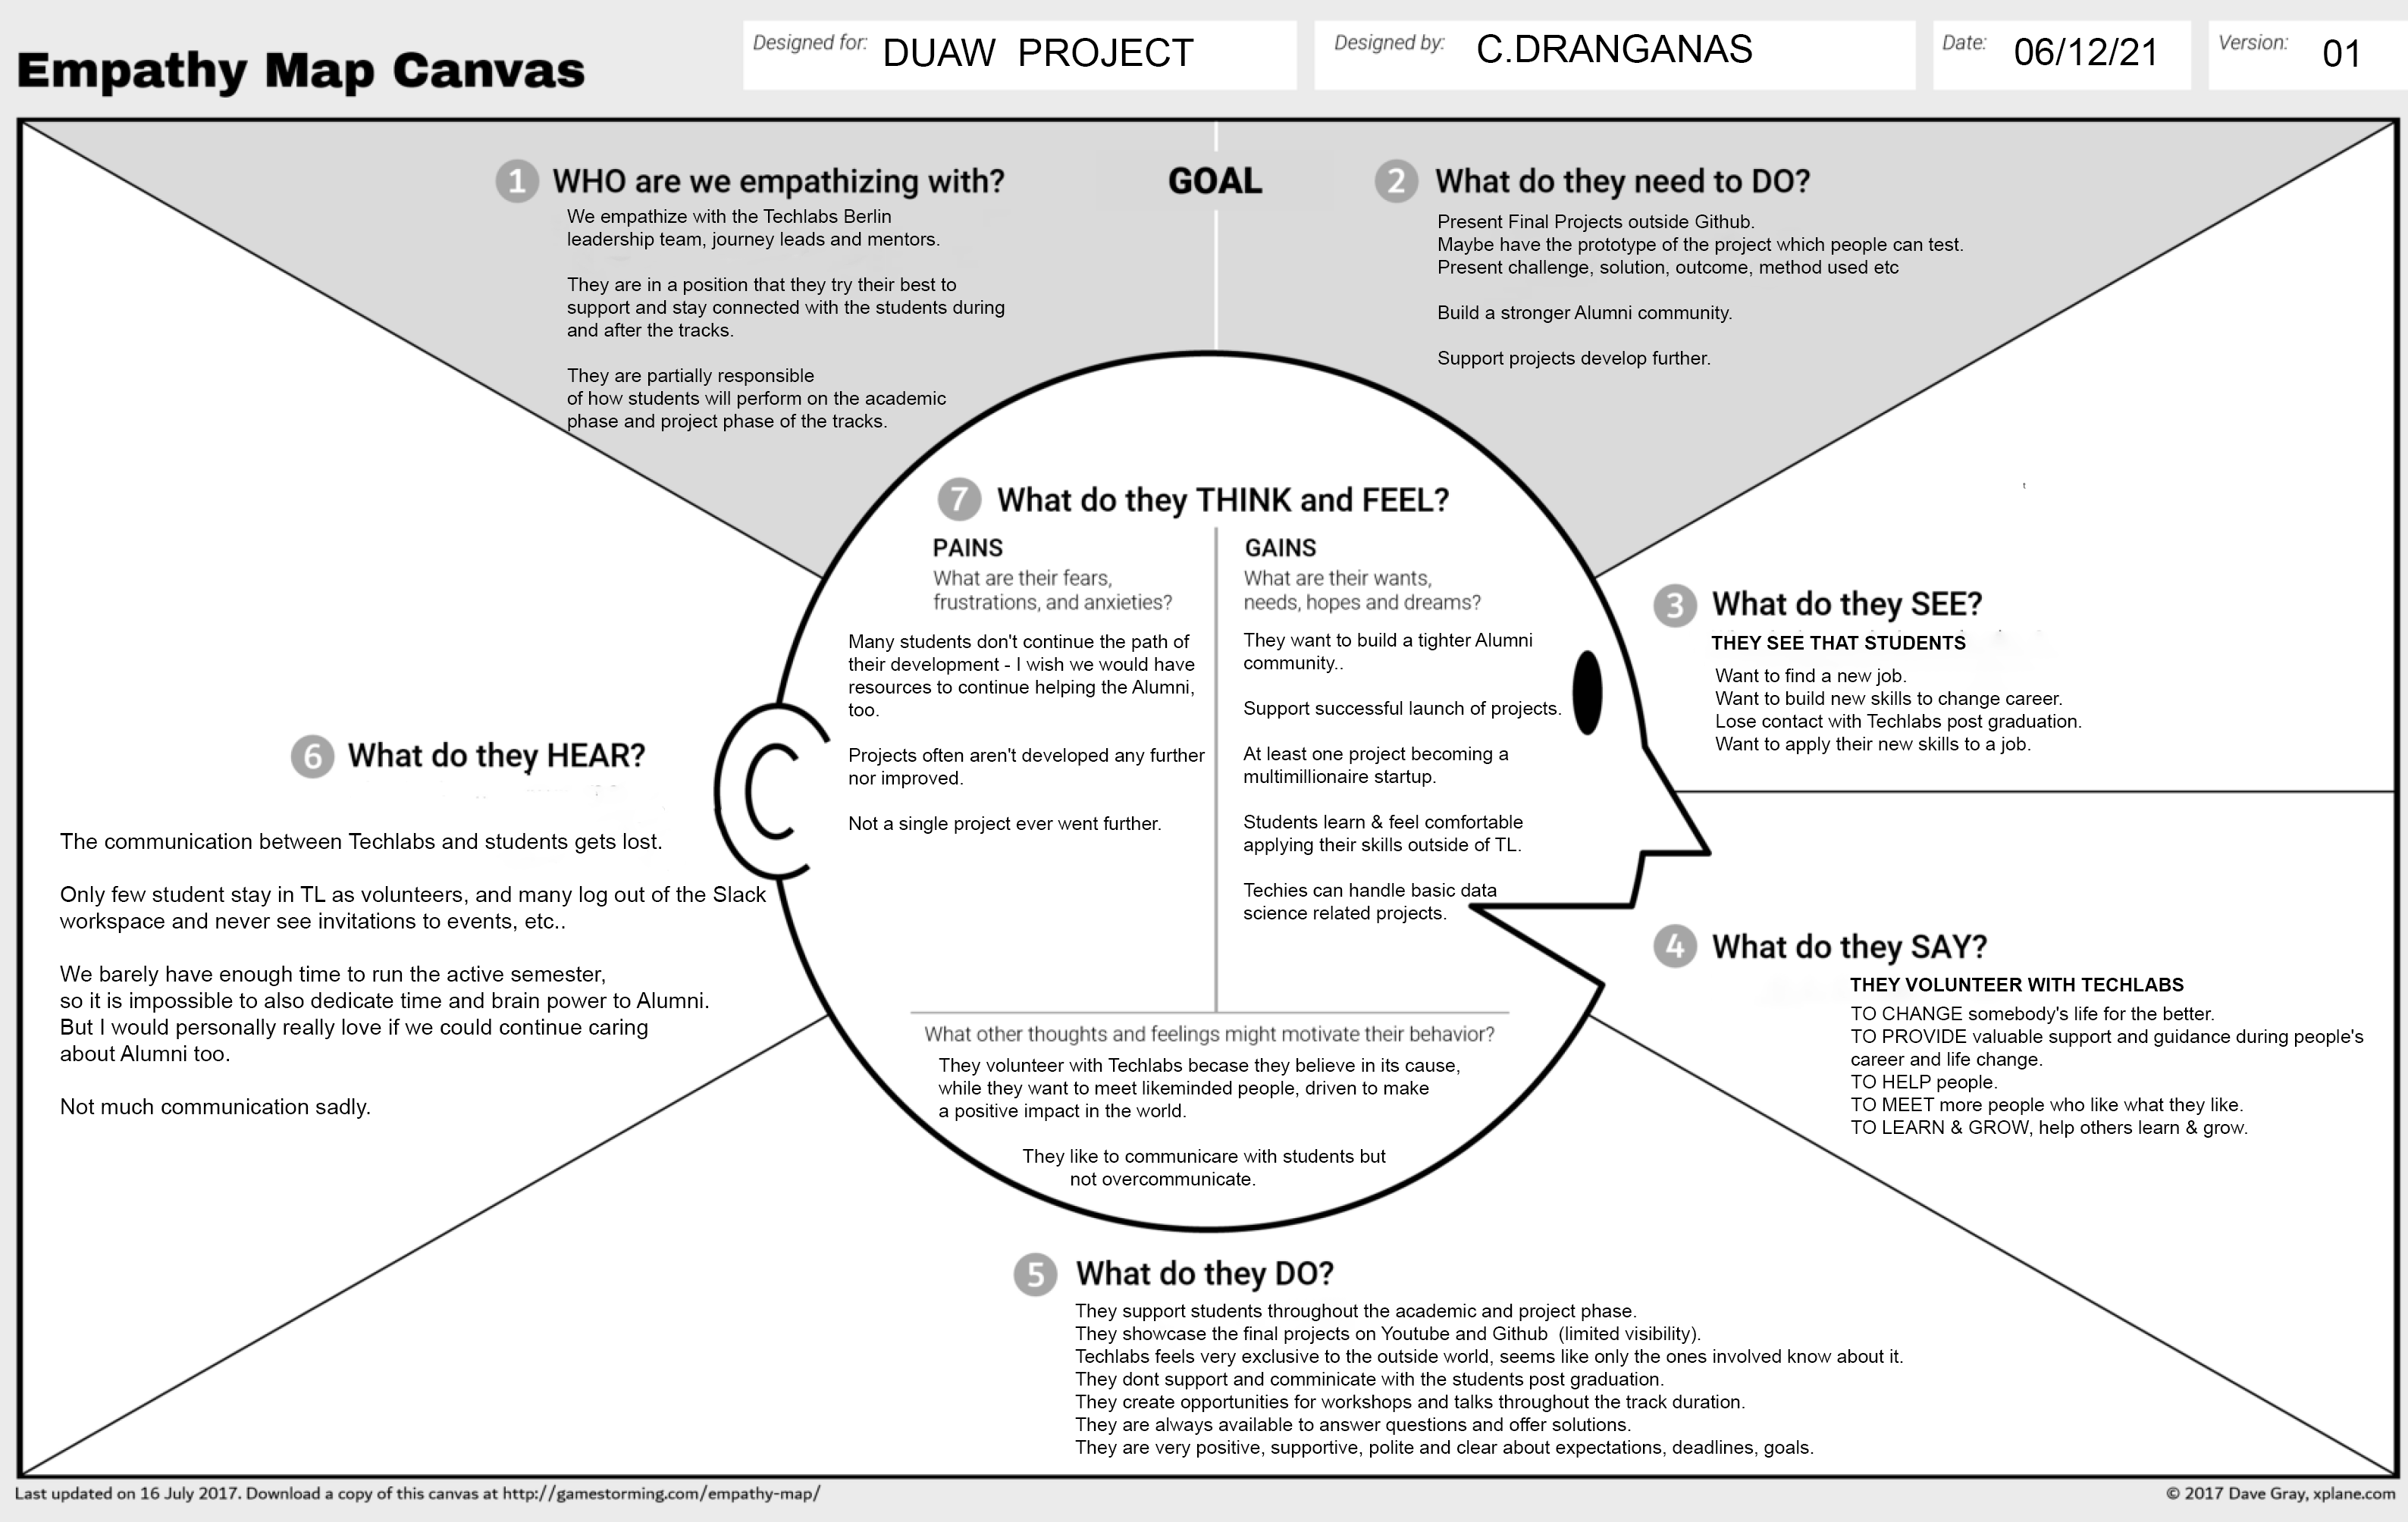 Empathy Map Canvas
Designed for: DUAW PROJECT
Designed by: C.DRANGANAS
Date: 06/12/21
Version: 01
GOAL
1 WHO are we empathizing with?
We empathize with the Techlabs Berlin
leadership team, journey leads and mentors.
They are in a position that they try their best to
support and stay connected with the students during
and after the tracks.
They are partially responsible
of how students will perform on the academic
phase and project phase of the tracks.
2 What do they need to DO?
Present Final Projects outside Github.
Maybe have the prototype of the project which people can test.
Present challenge, solution, outcome, method used etc
Build a stronger Alumni community.
Support projects develop further.
t
3 What do they SEE?
THEY SEE THAT STUDENTS
Want to find a new job.
Want to build new skills to change career.
Lose contact with Techlabs post graduation.
Want to apply their new skills to a job.
4 What do they SAY?
THEY VOLUNTEER WITH TECHLABS
TO CHANGE somebody's life for the better.
TO PROVIDE valuable support and guidance during people's
career and life change.
TO HELP people.
TO MEET more people who like what they like.
TO LEARN & GROW, help others learn & grow.
5 What do they DO?
They support students throughout the academic and project phase.
They showcase the final projects on Youtube and Github (limited visibility).
Techlabs feels very exclusive to the outside world, seems like only the ones involved know about it.
They dont support and comminicate with the students post graduation.
They create opportunities for workshops and talks throughout the track duration.
They are always available to answer questions and offer solutions.
They are very positive, supportive, polite and clear about expectations, deadlines, goals.
6 What do they HEAR?
The communication between Techlabs and students gets lost.
Only few student stay in TL as volunteers, and many log out of the Slack
workspace and never see invitations to events, etc..
We barely have enough time to run the active semester,
so it is impossible to also dedicate time and brain power to Alumni.
But I would personally really love if we could continue caring
about Alumni too.
Not much communication sadly.
7 What do they THINK and FEEL?
PAINS
What are their fears,
frustrations, and anxieties?
Many students don't continue the path of
their development - I wish we would have
resources to continue helping the Alumni,
too.
Projects often aren't developed any further
nor improved.
Not a single project ever went further.
GAINS
What are their wants,
needs, hopes and dreams?
They want to build a tighter Alumni
community..
Support successful launch of projects.
At least one project becoming a
multimillionaire startup.
Students learn & feel comfortable
applying their skills outside of TL.
Techies can handle basic data
science related projects.
What other thoughts and feelings might motivate their behavior?
They volunteer with Techlabs becase they believe in its cause,
while they want to meet likeminded people, driven to make
a positive impact in the world.
They like to communicare with students but
not overcommunicate.
Last updated on 16 July 2017. Download a copy of this canvas at http://gamestorming.com/empathy-map/
© 2017 Dave Gray, xplane.com